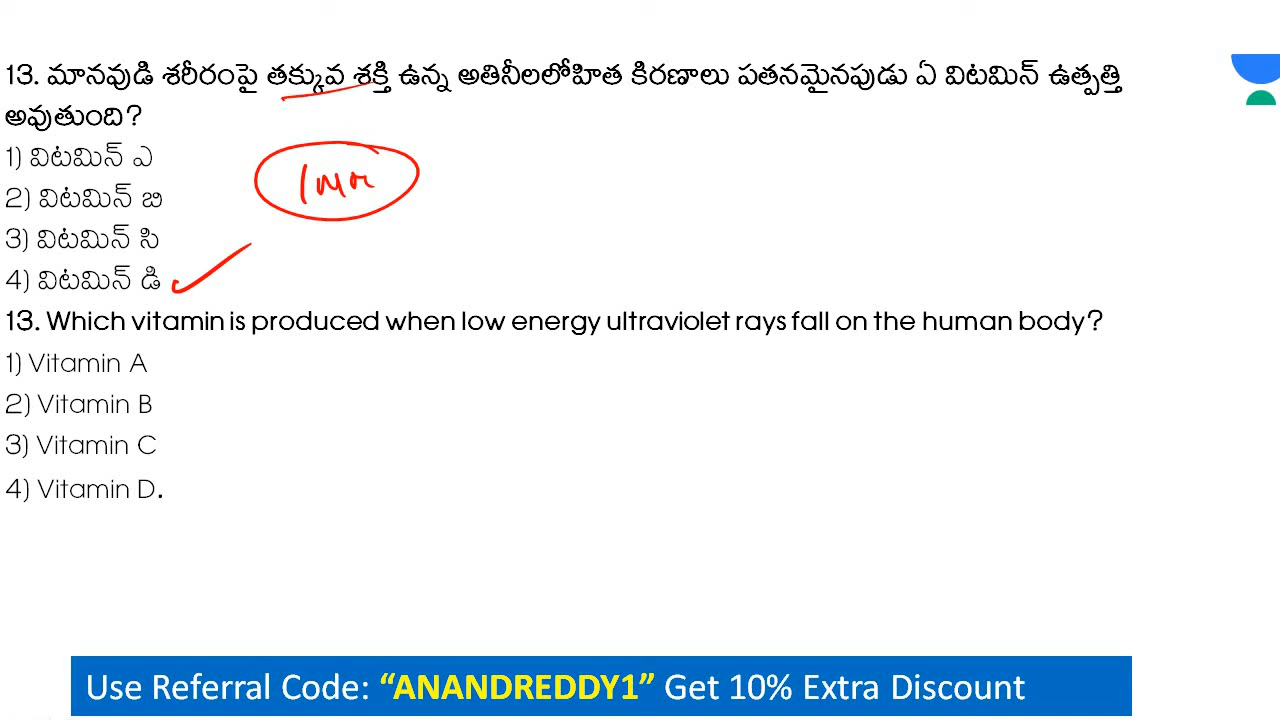 13. మానవుడి శరీరంపై తక్కువ శక్తి ఉన్న అతినీలలోహిత కిరణాలు పతనమైనపుడు ఏ విటమిన్ ఉత్పత్తి
అవుతుంది?
1) విటమిన్ ఎ
2) విటమిన్ బి
3) విటమిన్ సి
4) విటమిన్ డి
13. Which vitamin is produced when low energy ultraviolet rays fall on the human body?
1) Vitamin A
2) Vitamin B
3) Vitamin C
4) Vitamin D.
Use Referral Code: “ANANDREDDY1” Get 10% Extra Discount